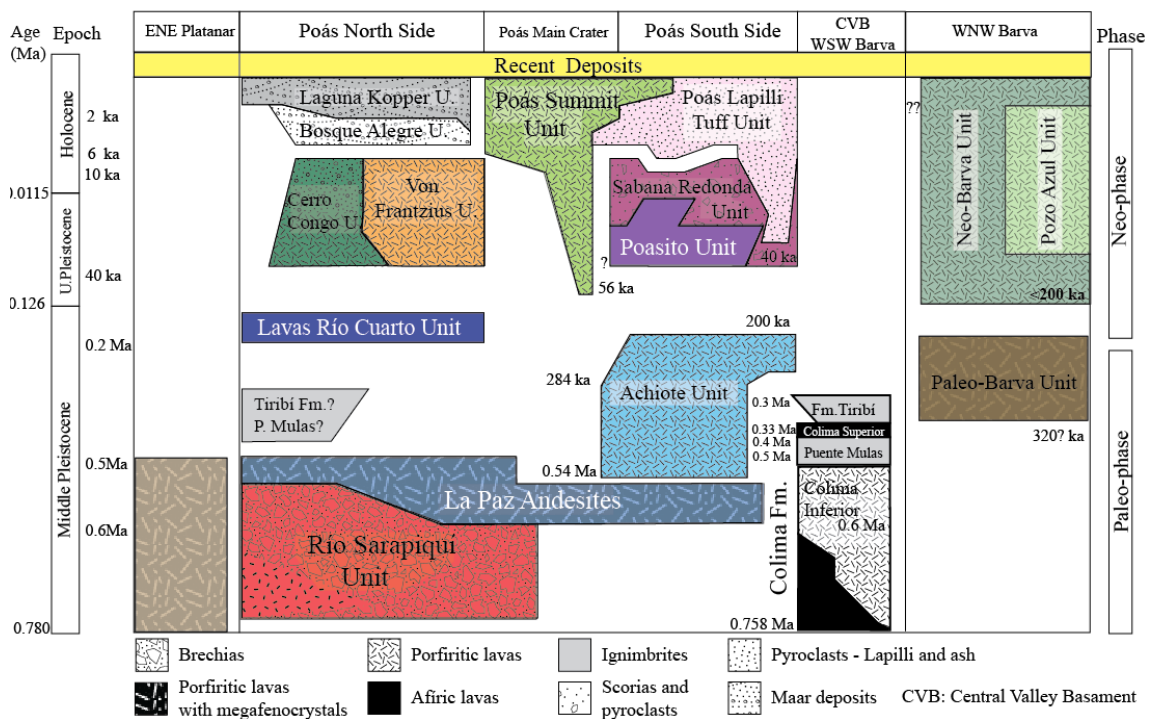 Age
(Ma)
Epoch
ENE Platanar
Poás North Side
Poás Main Crater
Poás South Side
CVB
WSW Barva
WNW Barva
Phase
Recent Deposits
Holocene
2 ka
6 ka
10 ka
0.0115
U.Pleistocene
40 ka
0.126
Middle Pleistocene
0.2 Ma
0.5Ma
0.6Ma
0.780
Laguna Kopper U.
Bosque Alegre U.
Cerro
Congo U.
Von
Frantzius U.
Poás Summit
Unit
Poás Lapilli
Tuff Unit
Sabana Redonda
Unit
Poasito Unit
40 ka
?
56 ka
??
Neo-Barva Unit
Pozo Azul Unit
<200 ka
Neo-phase
Lavas Río Cuarto Unit
200 ka
284 ka
Achiote Unit
0.54 Ma
Tiribí Fm.?
P. Mulas?
0.3 Ma
Fm.Tiribí
0.33 Ma
Colima Superior
0.4 Ma
0.5 Ma
Puente Mulas
Paleo-Barva Unit
320? ka
La Paz Andesites
Río Sarapiquí
Unit
Colima Fm.
Colima
Inferior
0.6 Ma
0.758 Ma
Paleo-phase
Brechias
Porfiritic lavas
Ignimbrites
Pyroclasts - Lapilli and ash
Porfiritic lavas
with megafenocrystals
Afíric lavas
Scorias and
pyroclasts
Maar deposits
CVB: Central Valley Basament